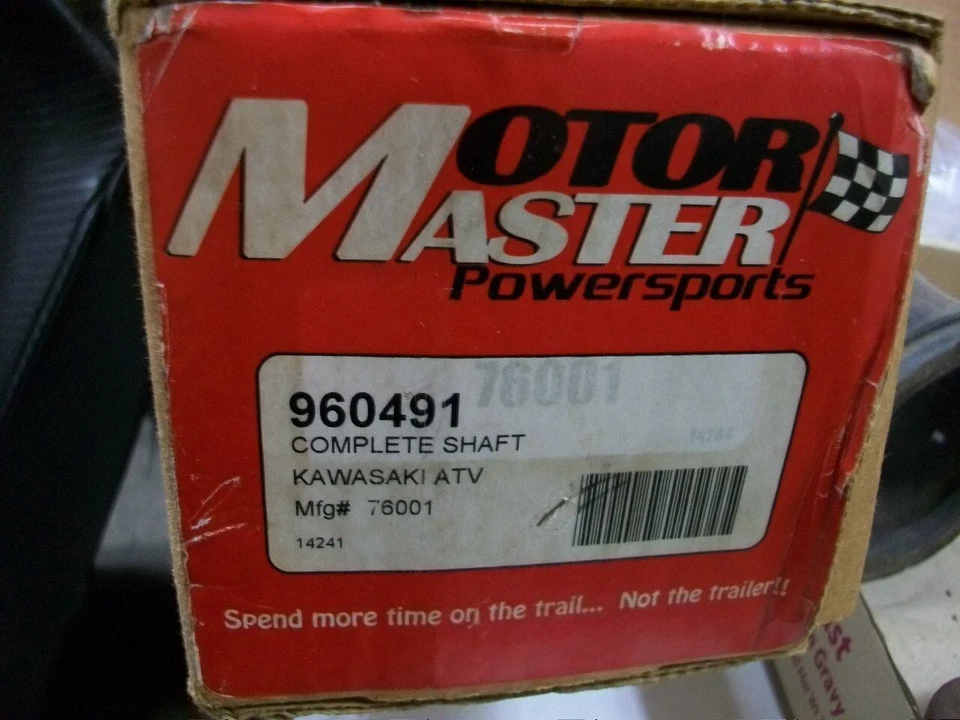 MOTOR
MASTER
Powersports
76001
960491
COMPLETE SHAFT
KAWASAKI ATV
Mfg# 76001
14241
Spend more time on the trail... Not the trailer!!
Gravy